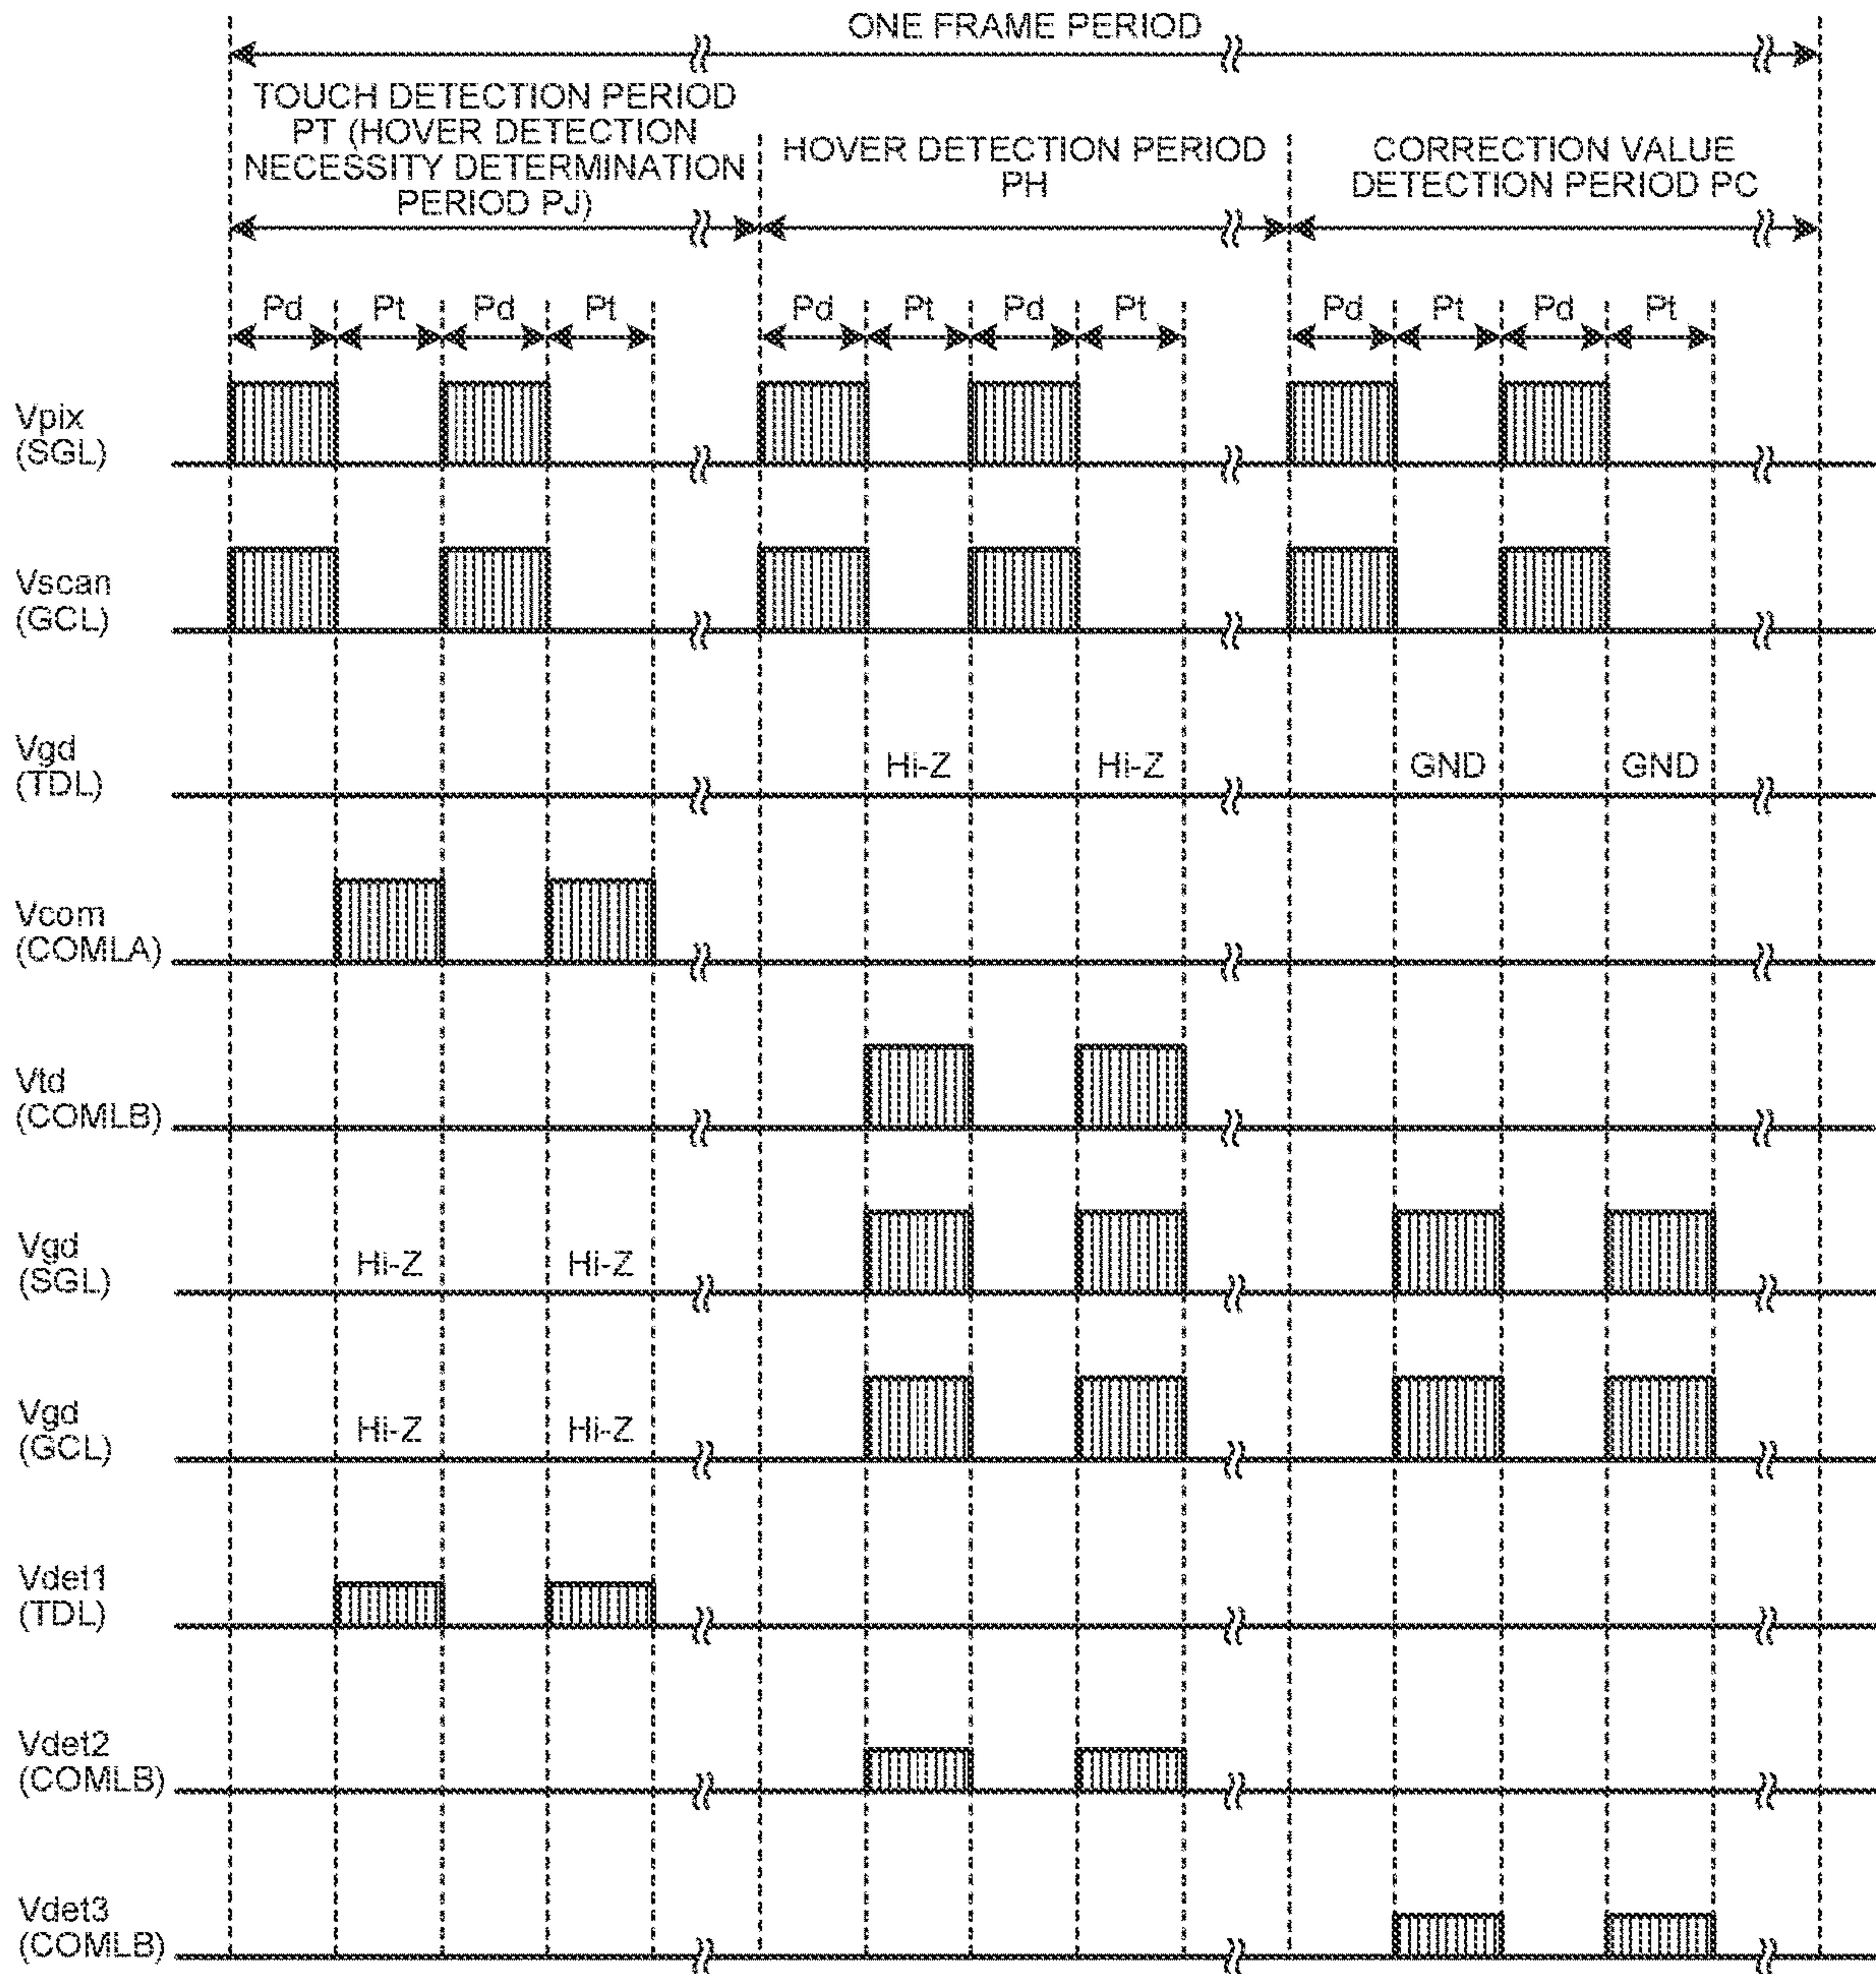 ONE FRAME PERIOD
TOUCH DETECTION PERIOD
PT (HOVER DETECTION
NECESSITY DETERMINATION
PERIOD PJ)
HOVER DETECTION PERIOD
PH
CORRECTION VALUE
DETECTION PERIOD PC
Pd Pt Pd Pt Pd Pt Pd Pt Pd Pt Pd Pt
Vpix
(SGL)
Vscan
(GCL)
Vgd
(TDL)
Hi-Z Hi-Z GND GND
Vcom
(COMLA)
Vtd
(COMLB)
Vgd
(SGL)
Hi-Z Hi-Z
Vgd
(GCL)
Hi-Z Hi-Z
Vdet1
(TDL)
Vdet2
(COMLB)
Vdet3
(COMLB)